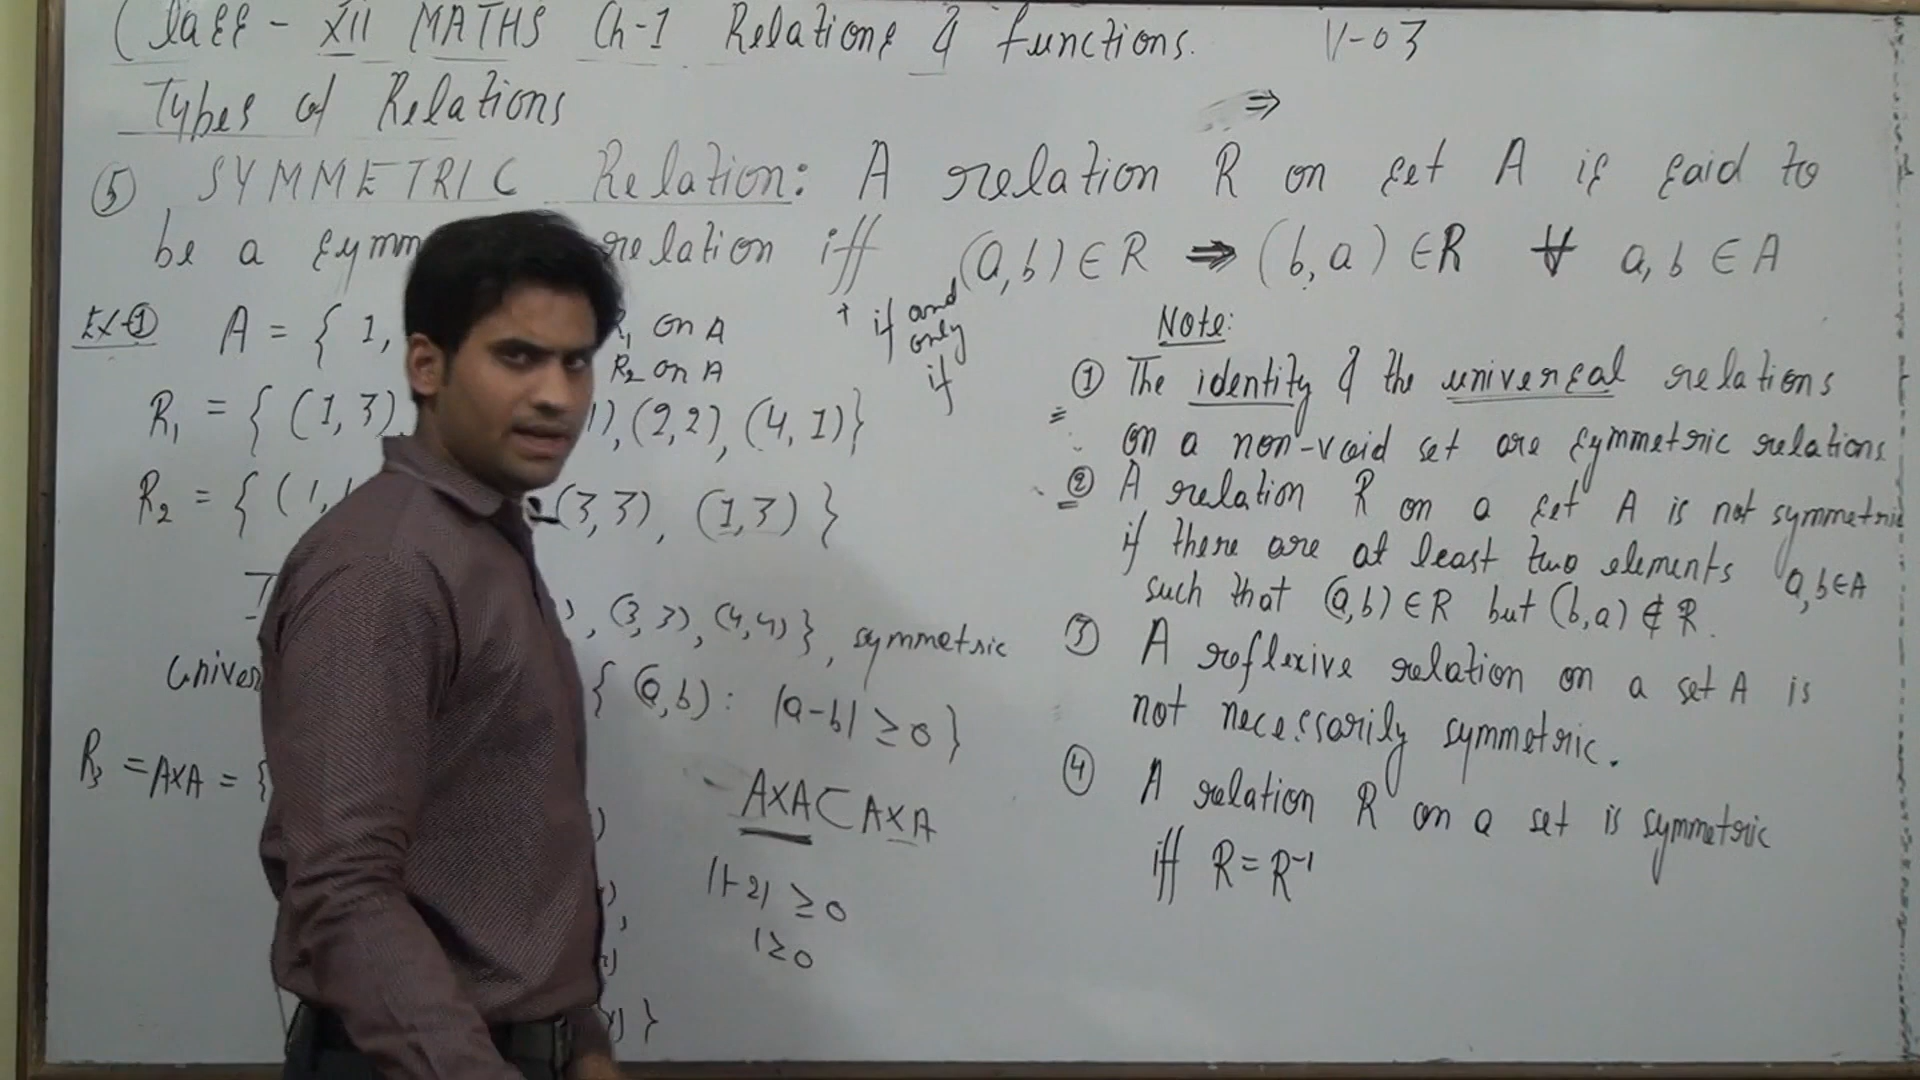 Class - XII MATHS Ch-1 Relations & functions. V-03
Types of Relations
⇒
⑤ SYMMETRIC Relation: A relation R on set A is said to
be a symm relation iff (a,b) ∈ R ⇒ (b,a) ∈ R ∀ a,b ∈ A
+ if and
only
if
Ex-① A = { 1, R₁ on A
R₂ on A
R₁ = { (1,3), 1), (2,2), (4,1)}
R₂ = { (1,1 (3,3), (1,3) }
I ), (3,3), (4,4)}, symmetric
Univer { (a,b) : |a-b| ≥ 0 }
R₃ = A×A = {
A×A ⊂ A×A
|1-2| ≥ 0
1 ≥ 0
}
Note:
① The identity & the universal relations
on a non-void set are symmetric relations
② A relation R on a set A is not symmetric
if there are at least two elements a,b∈A
such that (a,b) ∈ R but (b,a) ∉ R.
③ A reflexive relation on a set A is
not necessarily symmetric.
④ A relation R on a set is symmetric
iff R = R⁻¹